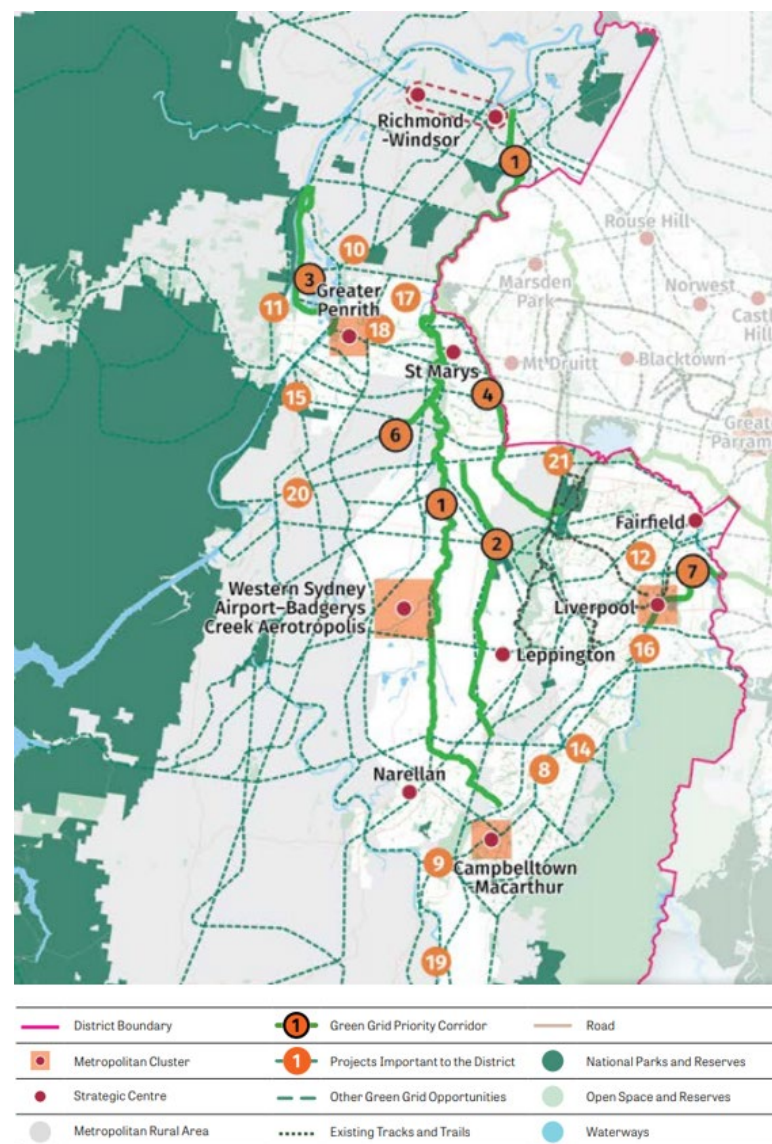 Richmond
-Windsor
1
Rouse Hill
10
3
Marsden
Park
Norwest
Greater
Penrith
17
11
Castle
Hill
18
St Marys
Mt Druitt
Blacktown
15
4
Great
Parram
6
21
20
1
Fairfield
2
12
7
Western Sydney
Airport–Badgerys
Creek Aerotropolis
Liverpool
Leppington
16
14
Narellan
8
9
Campbelltown
-Macarthur
19
District Boundary
1
Green Grid Priority Corridor
Road
Metropolitan Cluster
1
Projects Important to the District
National Parks and Reserves
Strategic Centre
Other Green Grid Opportunities
Open Space and Reserves
Metropolitan Rural Area
Existing Tracks and Trails
Waterways